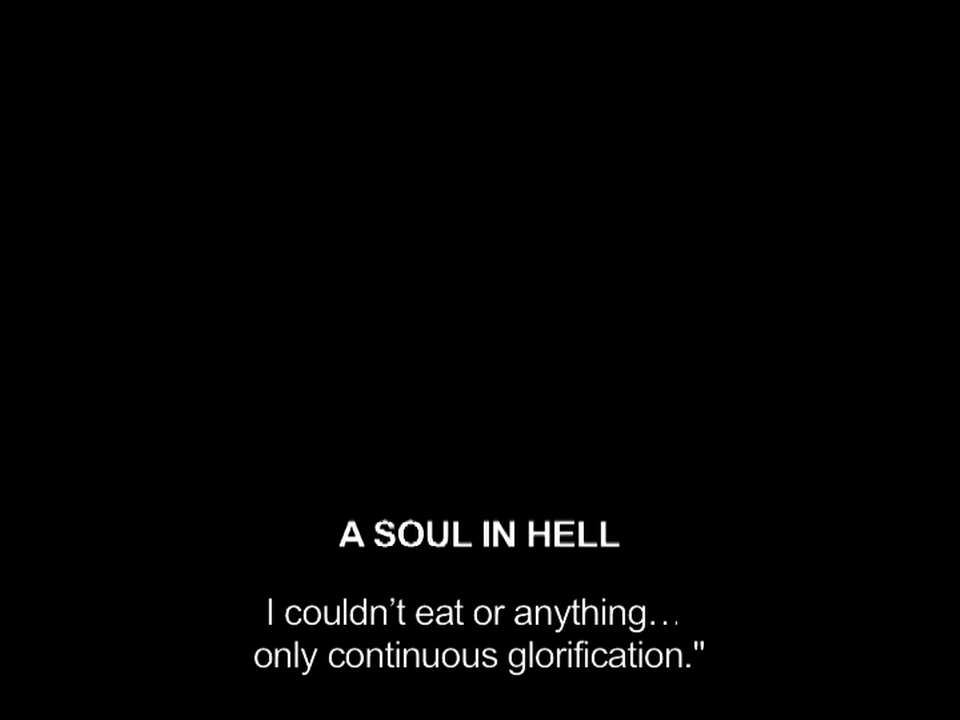 A SOUL IN HELL
I couldn’t eat or anything…
only continuous glorification."